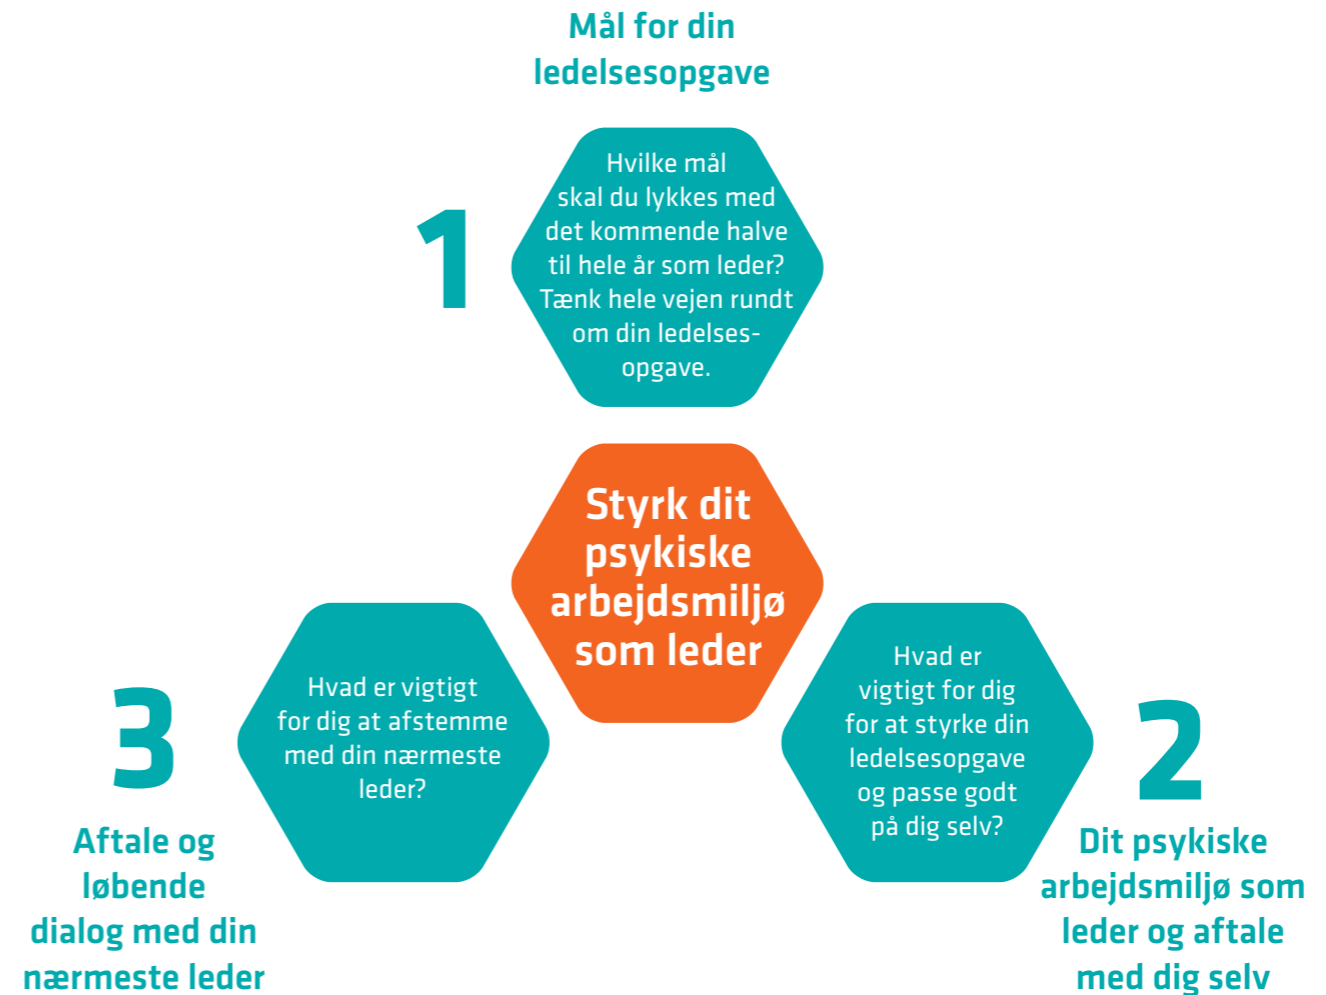 Mål for din
ledelsesopgave
1
Hvilke mål
skal du lykkes med
det kommende halve
til hele år som leder?
Tænk hele vejen rundt
om din ledelses-
opgave.
Styrk dit
psykiske
arbejdsmiljø
som leder
2
Hvad er
vigtigt for dig
for at styrke din
ledelsesopgave
og passe godt
på dig selv?
Dit psykiske
arbejdsmiljø som
leder og aftale
med dig selv
3
Hvad er vigtigt
for dig at afstemme
med din nærmeste
leder?
Aftale og
løbende
dialog med din
nærmeste leder